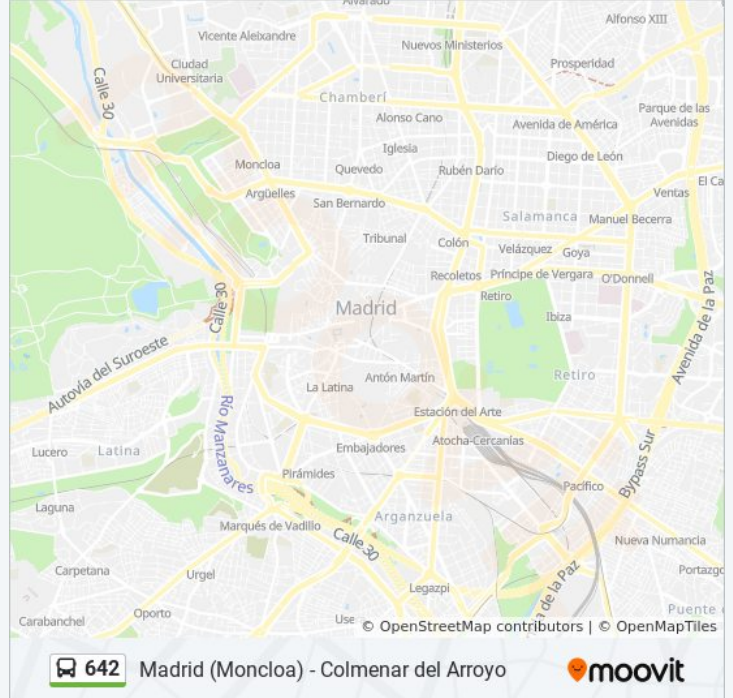 Alvarado
Alfonso XIII
Vicente Aleixandre
Nuevos Ministerios
Ciudad
Universitaria
Prosperidad
Calle 30
Chamberí
Parque de las
Avenidas
Alonso Cano
Avenida de América
Iglesia
Diego de León
Moncloa
Quevedo
Rubén Darío
El Ca
Argüelles
Ventas
San Bernardo
Salamanca
Manuel Becerra
Tribunal
Colón
Velázquez
Goya
Recoletos
Príncipe de Vergara
O'Donnell
Calle 30
Retiro
Madrid
Ibiza
Avenida de la Paz
Autovía del Suroeste
Retiro
La Latina
Antón Martín
Estación del Arte
Río Manzanares
Atocha-Cercanías
Lucero
Latina
Embajadores
Bypass Sur
Pirámides
Pacífico
Laguna
Arganzuela
Marqués de Vadillo
Calle 30
Nueva Numancia
Carpetana
Urgel
Portazgo
Legazpi
a de la Paz
Oporto
Puente
Carabanchel
Use
© OpenStreetMap contributors | © OpenMapTiles
642 Madrid (Moncloa) - Colmenar del Arroyo
moovit